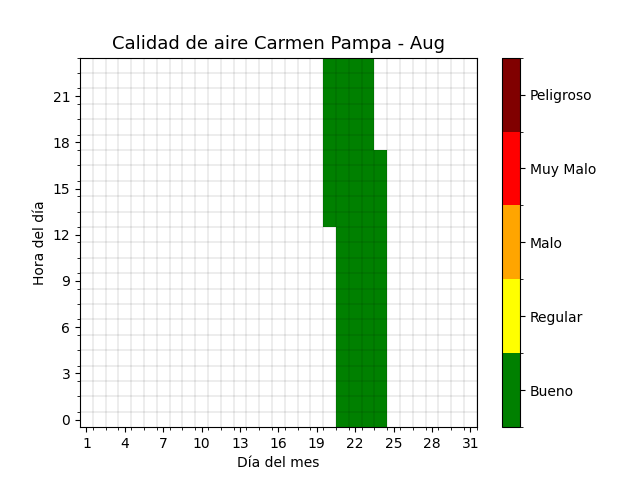 Calidad de aire Carmen Pampa - Aug
21
18
15
12
9
6
3
0
Hora del día
1 4 7 10 13 16 19 22 25 28 31
Día del mes
Peligroso
Muy Malo
Malo
Regular
Bueno